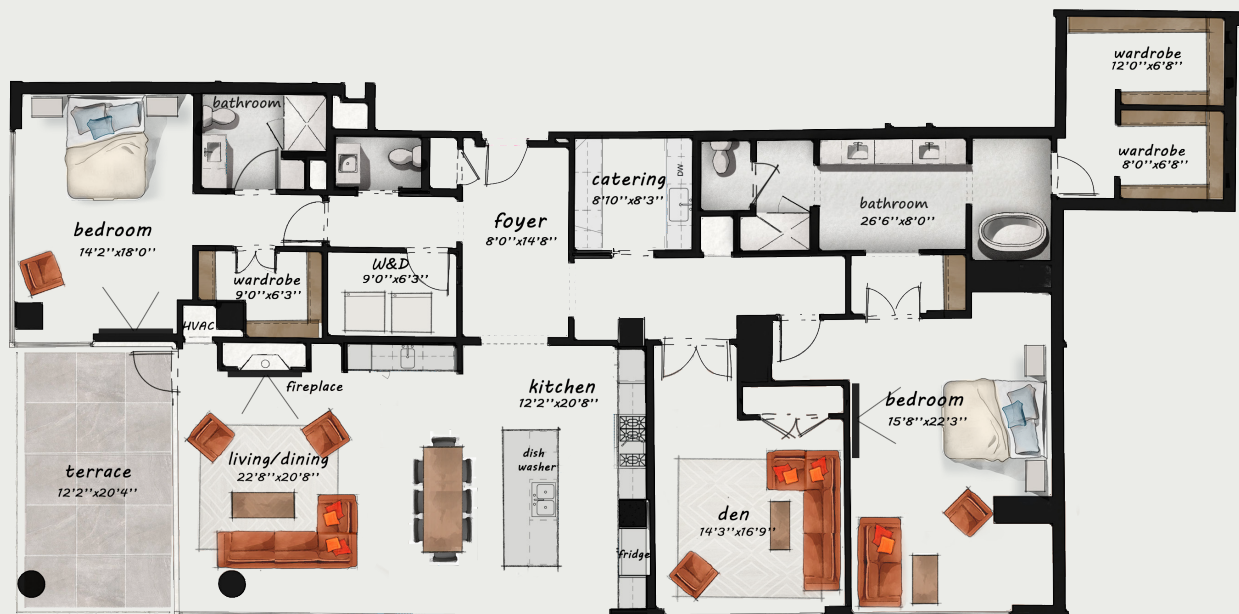 wardrobe
12'0''x6'8''
wardrobe
8'0''x6'8''
bathroom
bedroom
14'2''x18'0''
wardrobe
9'0''x6'3''
W&D
9'0''x6'3''
HVAC
foyer
8'0''x14'8''
catering
8'10''x8'3''
DW
bathroom
26'6''x8'0''
fireplace
kitchen
12'2''x20'8''
dish
washer
fridge
living/dining
22'8''x20'8''
terrace
12'2''x20'4''
den
14'3''x16'9''
bedroom
15'8''x22'3''